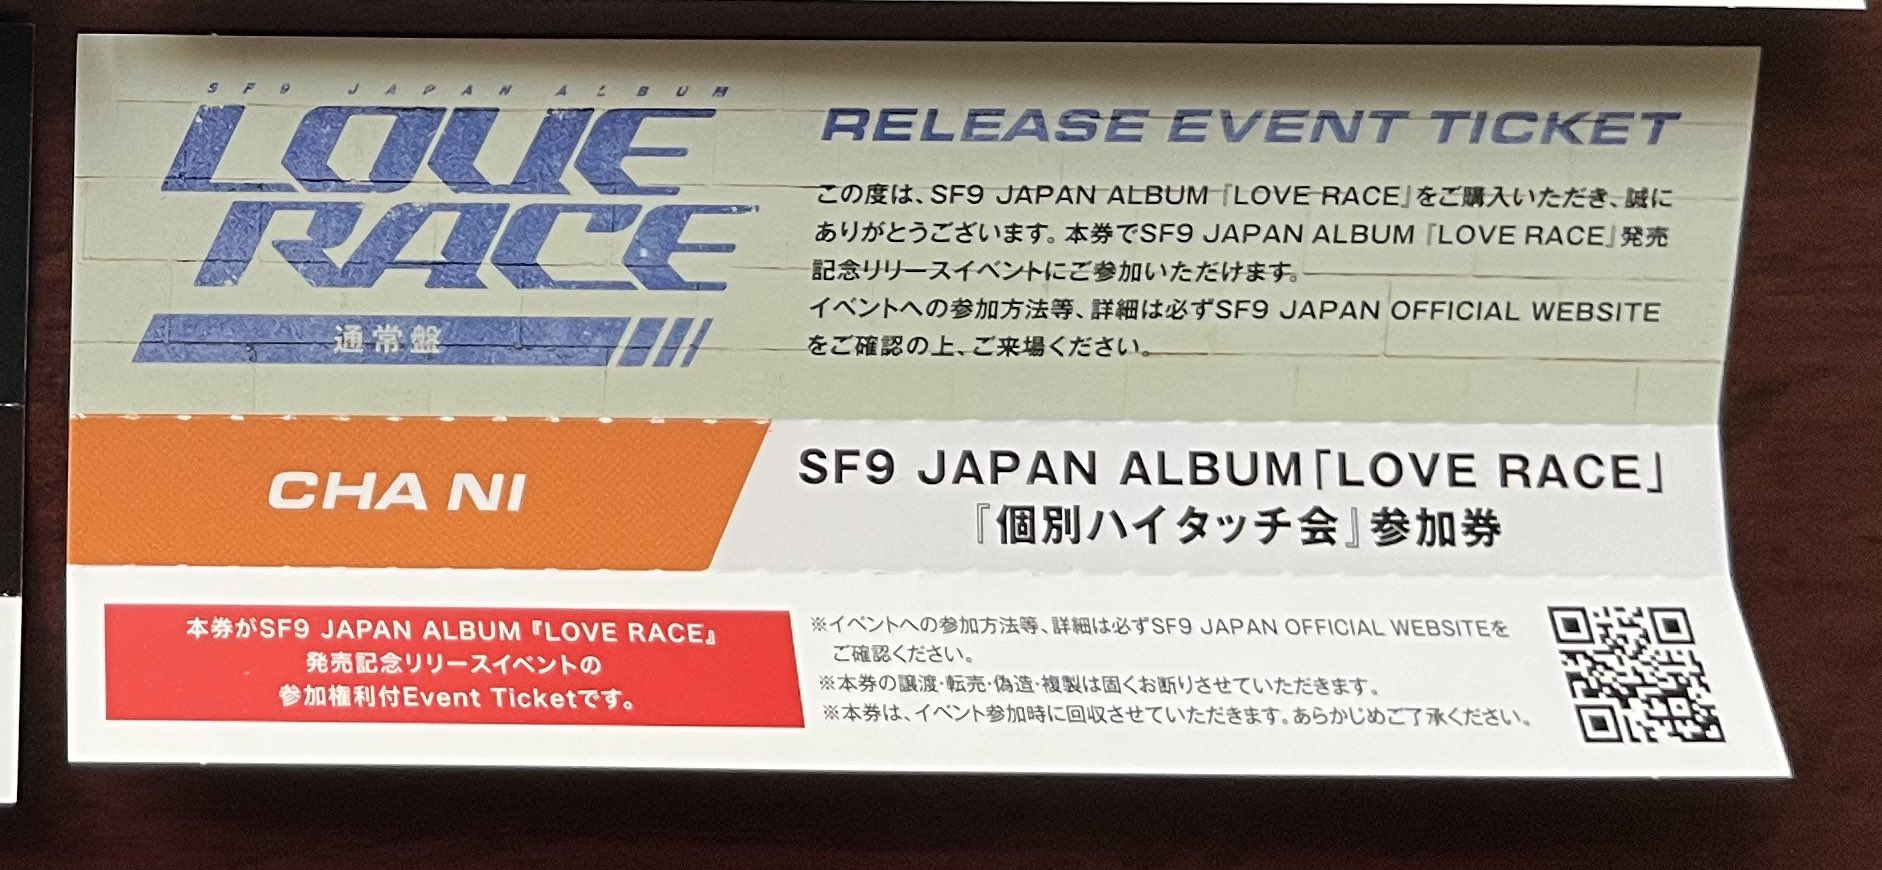 SF9 JAPAN ALBUM
LOVE
RACE
通常盤
RELEASE EVENT TICKET
この度は、SF9 JAPAN ALBUM『LOVE RACE』をご購入いただき、誠に
ありがとうございます。本券でSF9 JAPAN ALBUM『LOVE RACE』発売
記念リリースイベントにご参加いただけます。
イベントへの参加方法等、詳細は必ずSF9 JAPAN OFFICIAL WEBSITE
をご確認の上、ご来場ください。
CHA NI
SF9 JAPAN ALBUM「LOVE RACE」
『個別ハイタッチ会』参加券
本券がSF9 JAPAN ALBUM『LOVE RACE』
発売記念リリースイベントの
参加権利付Event Ticketです。
※イベントへの参加方法等、詳細は必ずSF9 JAPAN OFFICIAL WEBSITEを
ご確認ください。
※本券の譲渡・転売・偽造・複製は固くお断りさせていただきます。
※本券は、イベント参加時に回収させていただきます。あらかじめご了承ください。